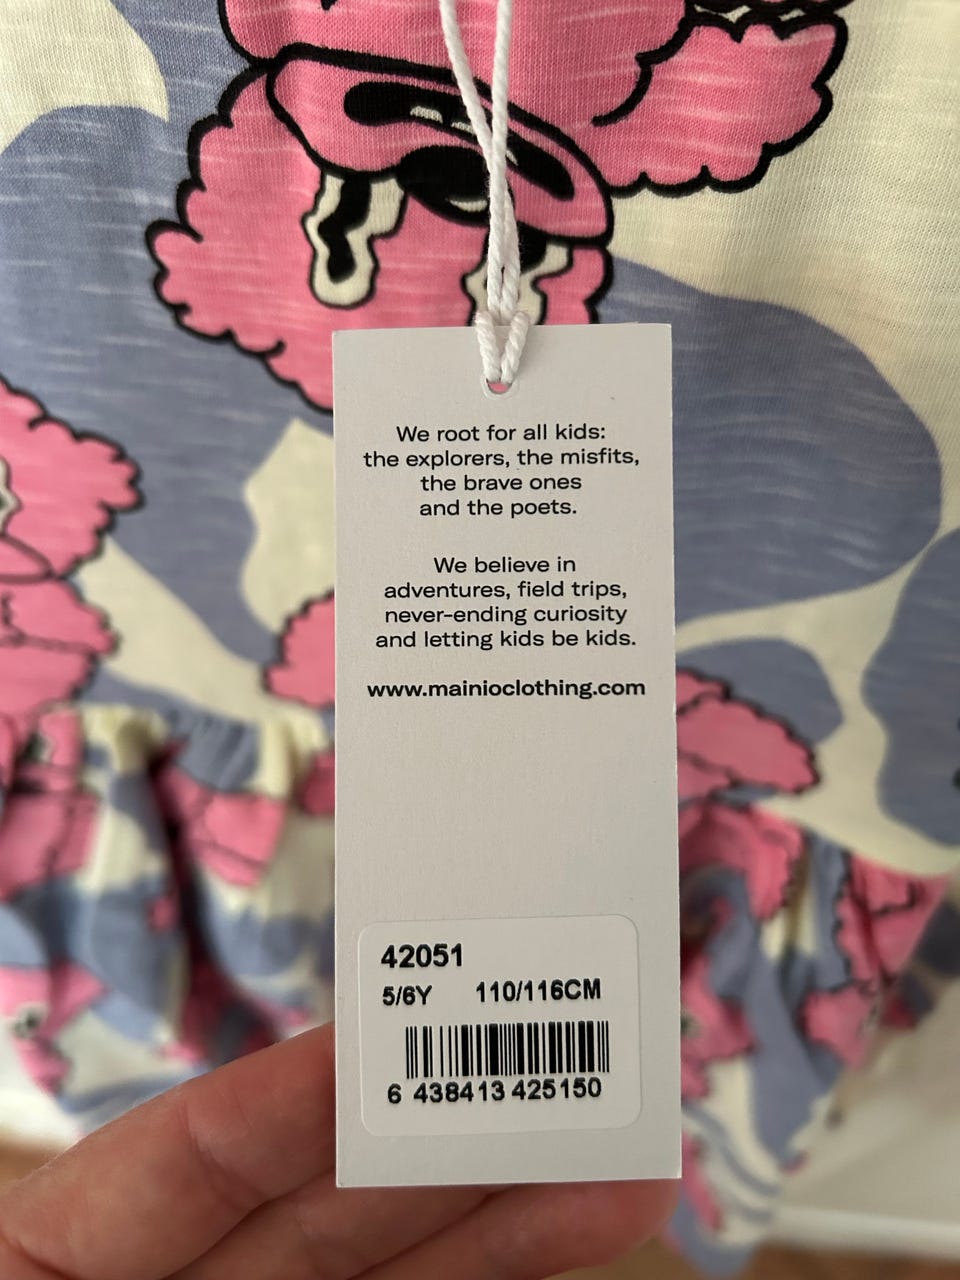 We root for all kids:
the explorers, the misfits,
the brave ones
and the poets.
We believe in
adventures, field trips,
never-ending curiosity
and letting kids be kids.
www.mainioclothing.com
42051
5/6Y 110/116CM
6 438413 425150